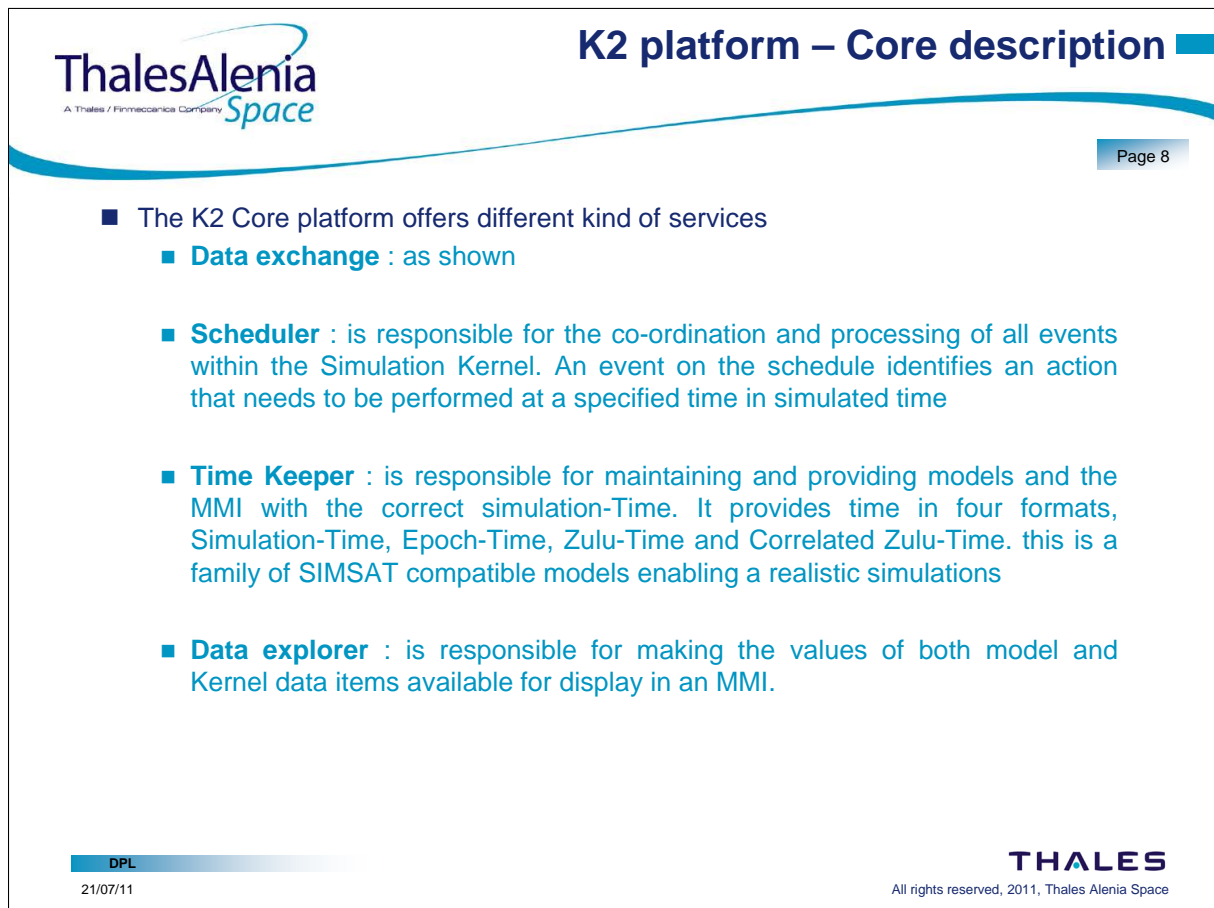 K2 platform – Core description
ThalesAlenia
A Thales / Finmeccanica Company
Space
Page 8
The K2 Core platform offers different kind of services
Data exchange : as shown
Scheduler : is responsible for the co-ordination and processing of all events
within the Simulation Kernel. An event on the schedule identifies an action
that needs to be performed at a specified time in simulated time
Time Keeper : is responsible for maintaining and providing models and the
MMI with the correct simulation-Time. It provides time in four formats,
Simulation-Time, Epoch-Time, Zulu-Time and Correlated Zulu-Time. this is a
family of SIMSAT compatible models enabling a realistic simulations
Data explorer : is responsible for making the values of both model and
Kernel data items available for display in an MMI.
DPL
21/07/11
THALES
All rights reserved, 2011, Thales Alenia Space